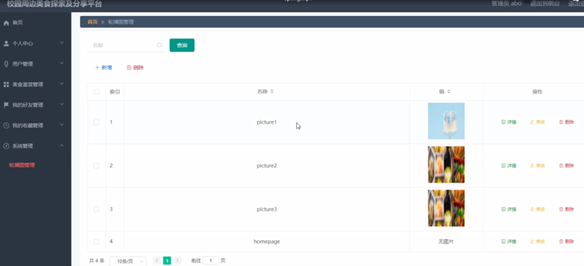 校园周边美食探索及分享平台
管理员 abo 退出到前台
首页 > 轮播图管理
首页
个人中心
用户管理
美食鉴赏管理
我的好友管理
我的收藏管理
系统管理
轮播图管理
名称
查询
+ 新增 删除
索引 名称 值 操作
1 picture1 详情 修改 删除
2 picture2 详情 修改 删除
3 picture3 详情 修改 删除
4 homepage 无图片 详情 修改 删除
共 4 条 10条/页 1 前往 1 页